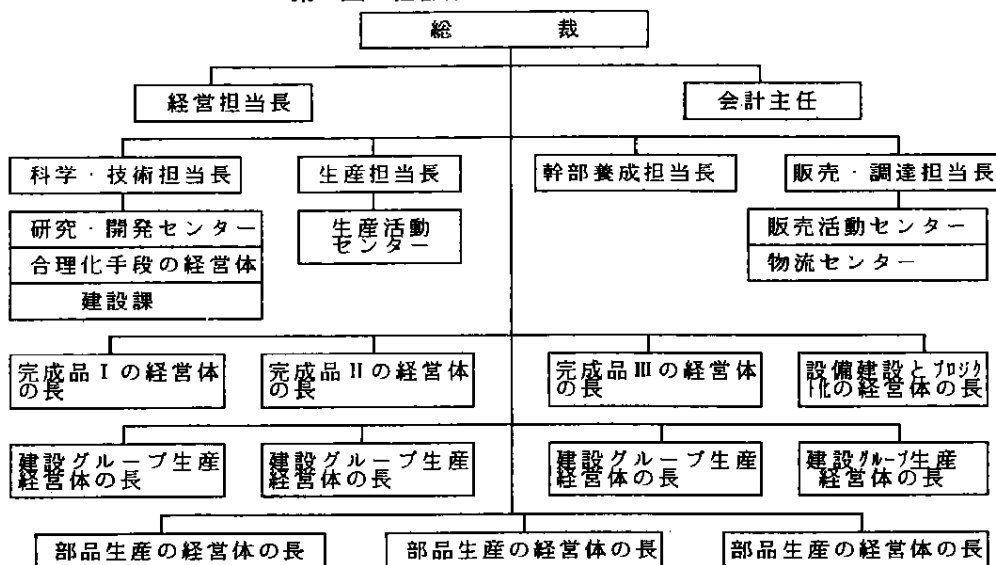 総裁
経営担当長
会計主任
科学・技術担当長
生産担当長
幹部養成担当長
販売・調達担当長
研究・開発センター
合理化手段の経営体
建設課
生産活動
センター
販売活動センター
物流センター
完成品Ⅰの経営体
の長
完成品Ⅱの経営体
の長
完成品Ⅲの経営体
の長
設備建設とプロジェク
ト化の経営体の長
建設グループ生産
経営体の長
建設グループ生産
経営体の長
建設グループ生産
経営体の長
建設グループ生産
経営体の長
部品生産の経営体の長
部品生産の経営体の長
部品生産の経営体の長